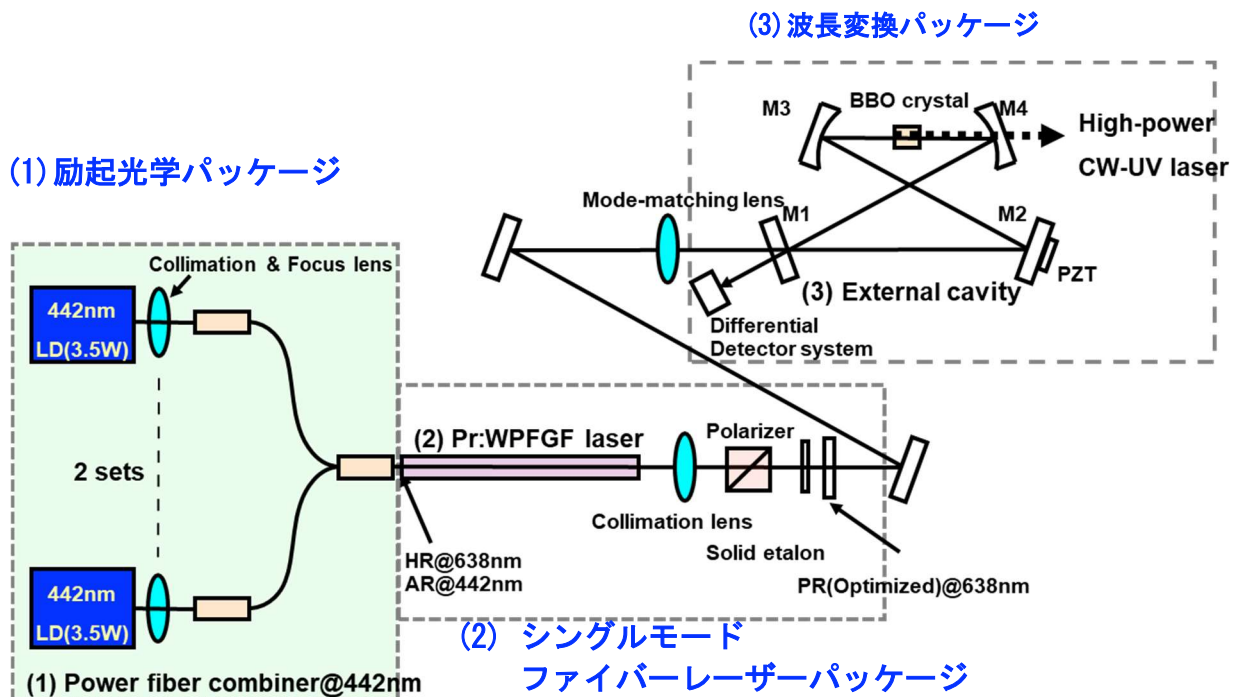 (3) 波長変換パッケージ
M3
BBO crystal
M4
High-power
CW-UV laser
(1) 励起光学パッケージ
Mode-matching lens
M1
M2
PZT
(3) External cavity
Differential
Detector system
Collimation & Focus lens
442nm
LD(3.5W)
2 sets
442nm
LD(3.5W)
(1) Power fiber combiner@442nm
(2) Pr:WPFGF laser
Polarizer
Collimation lens
Solid etalon
HR@638nm
AR@442nm
PR(Optimized)@638nm
(2) シングルモード
ファイバーレーザーパッケージ